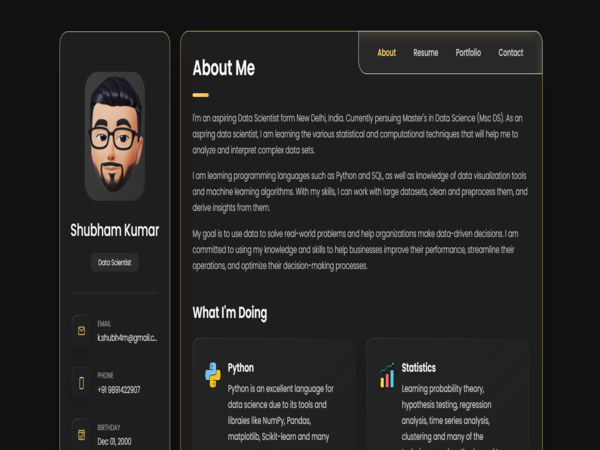 About
Resume
Portfolio
Contact
About Me
I'm an aspiring Data Scientist form New Delhi, India. Currently persuing Master's in Data Science (Msc DS). As an
aspring data scientist, I am learning the various statistical and computational techniques that will help me to
analyze and interpret complex data sets.
I am learning programming languages such as Python and SQL, as well as knowledge of data visualization tools
and machine learning algorithms. With my skills, I can work with large datasets, clean and preprocess them, and
derive insights from them.
My goal is to use data to solve real-world problems and help organizations make data-driven decisions. I am
committed to using my knowledge and skills to help businesses improve their performance, streamline their
operations, and optimize their decision-making processes.
Shubham Kumar
Data Scientist
EMAIL
k.shubh4m@gmail.c...
PHONE
+91 9891422907
BIRTHDAY
Dec 01, 2000
What I'm Doing
Python
Python is an excellent language for
data science due to its tools and
libraies like NumPy, Pandas,
matplotlib, Scikit-learn and many
Statistics
Learning probability theory,
hypothesis testing, regression
analysis, time series analysis,
clustering and many of the